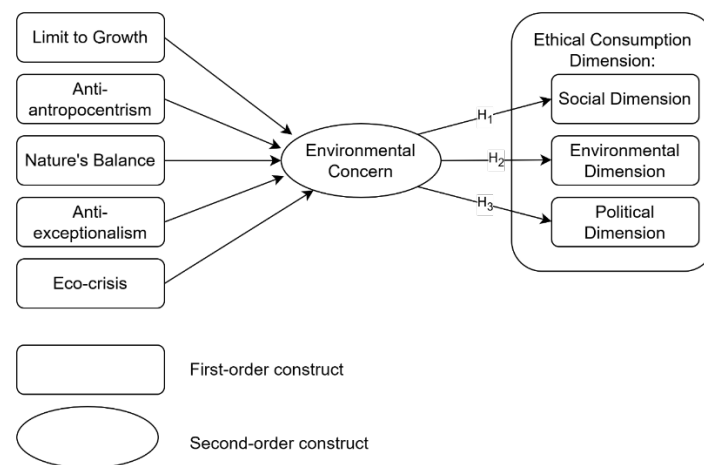 Limit to Growth
Anti-
antropocentrism
Nature's Balance
Anti-
exceptionalism
Eco-crisis
Environmental
Concern
H1
H2
H3
Ethical Consumption
Dimension:
Social Dimension
Environmental
Dimension
Political
Dimension
First-order construct
Second-order construct